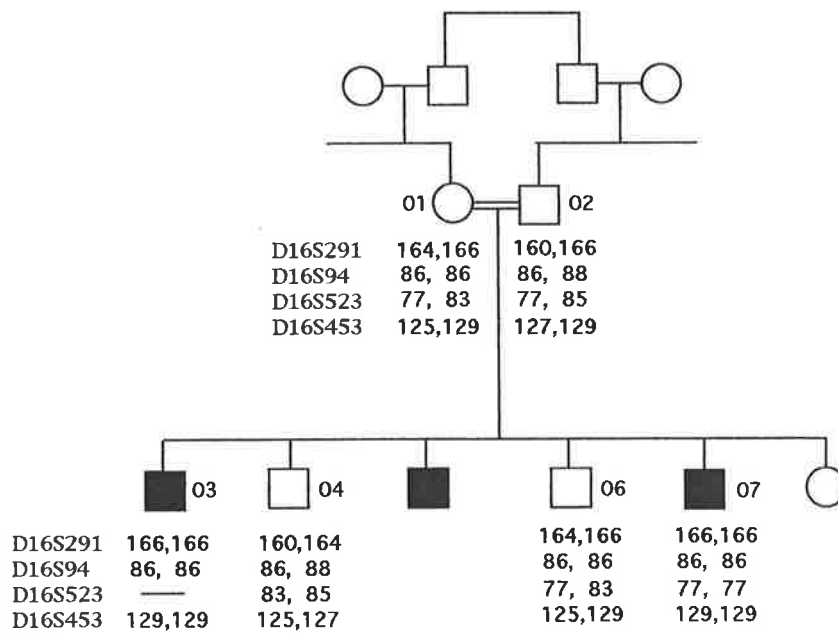 01 02
D16S291 164,166 160,166
D16S94 86, 86 86, 88
D16S523 77, 83 77, 85
D16S453 125,129 127,129
03 04 06 07
D16S291 166,166 160,164 164,166 166,166
D16S94 86, 86 86, 88 86, 86 86, 86
D16S523 — 83, 85 77, 83 77, 77
D16S453 129,129 125,127 125,129 129,129